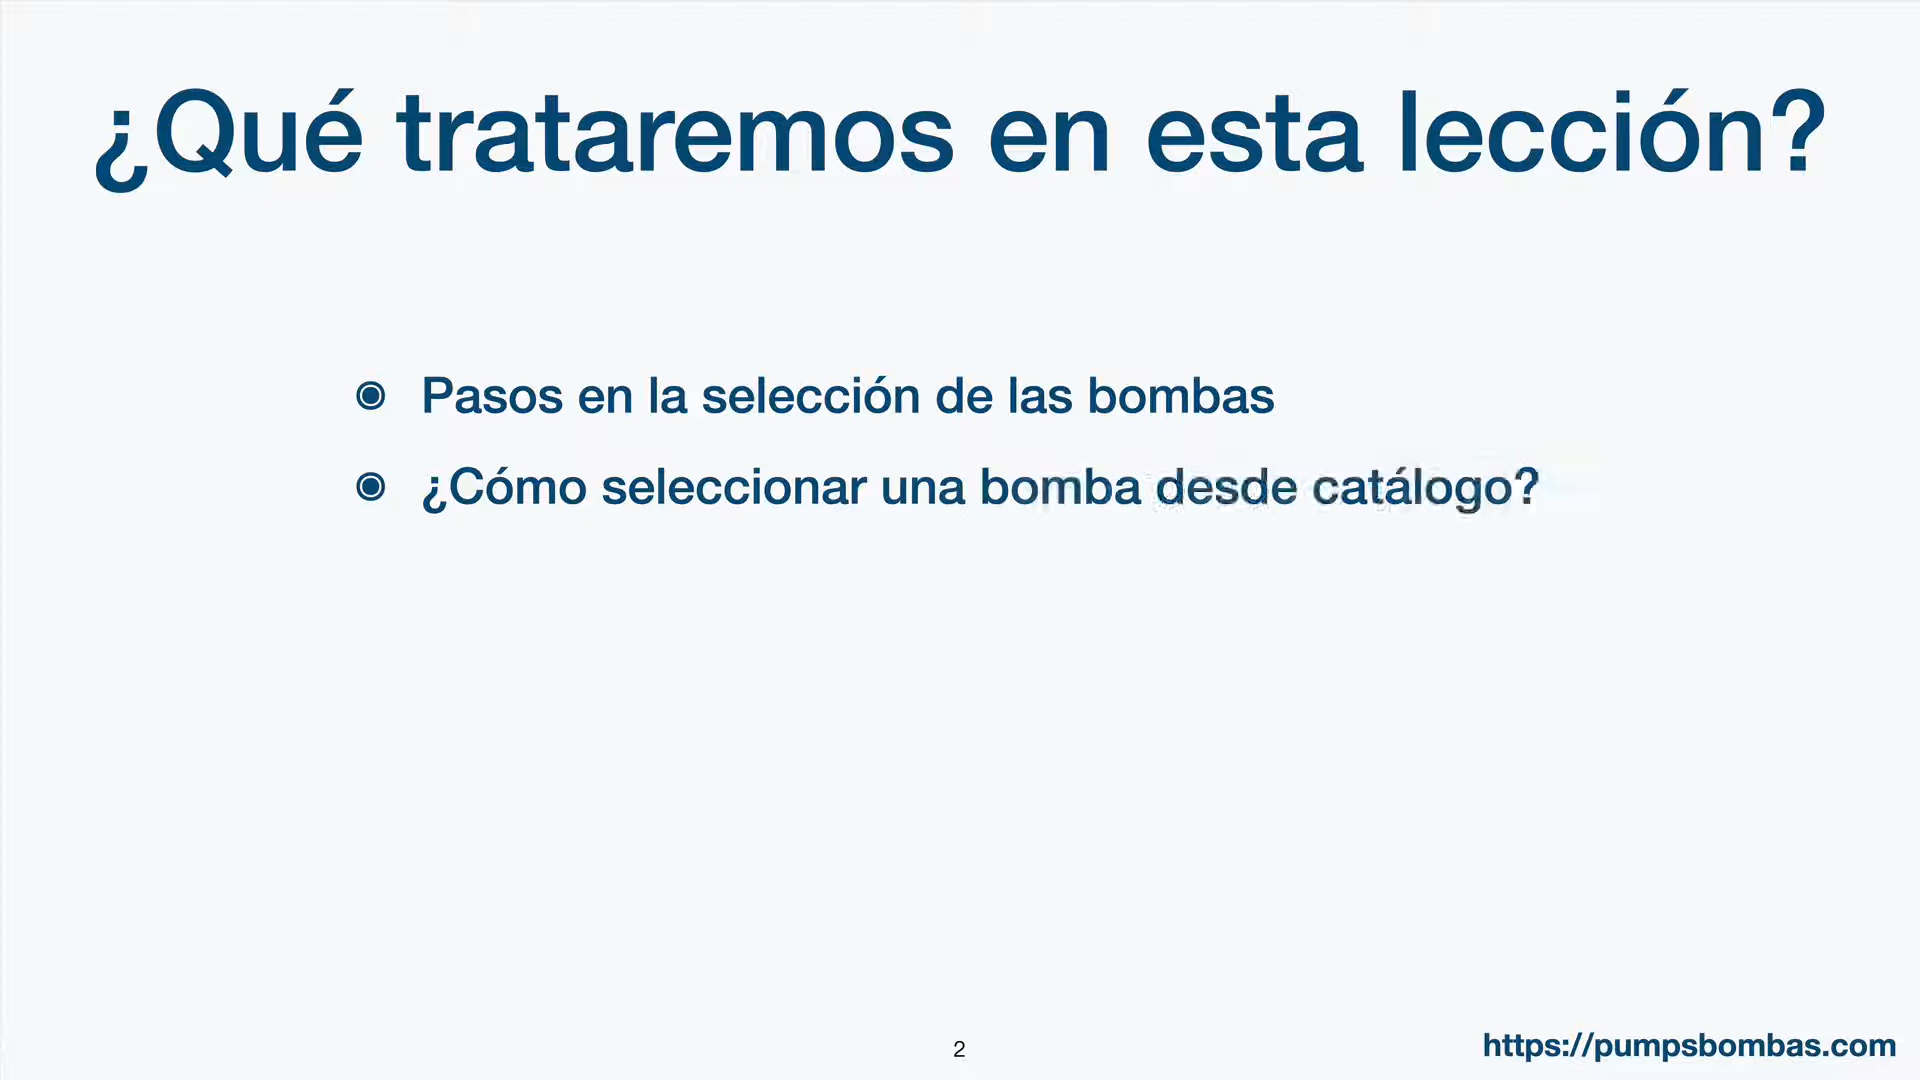 ¿Qué trataremos en esta lección?
◉ Pasos en la selección de las bombas
◉ ¿Cómo seleccionar una bomba desde catálogo?
2
https://pumpsbombas.com